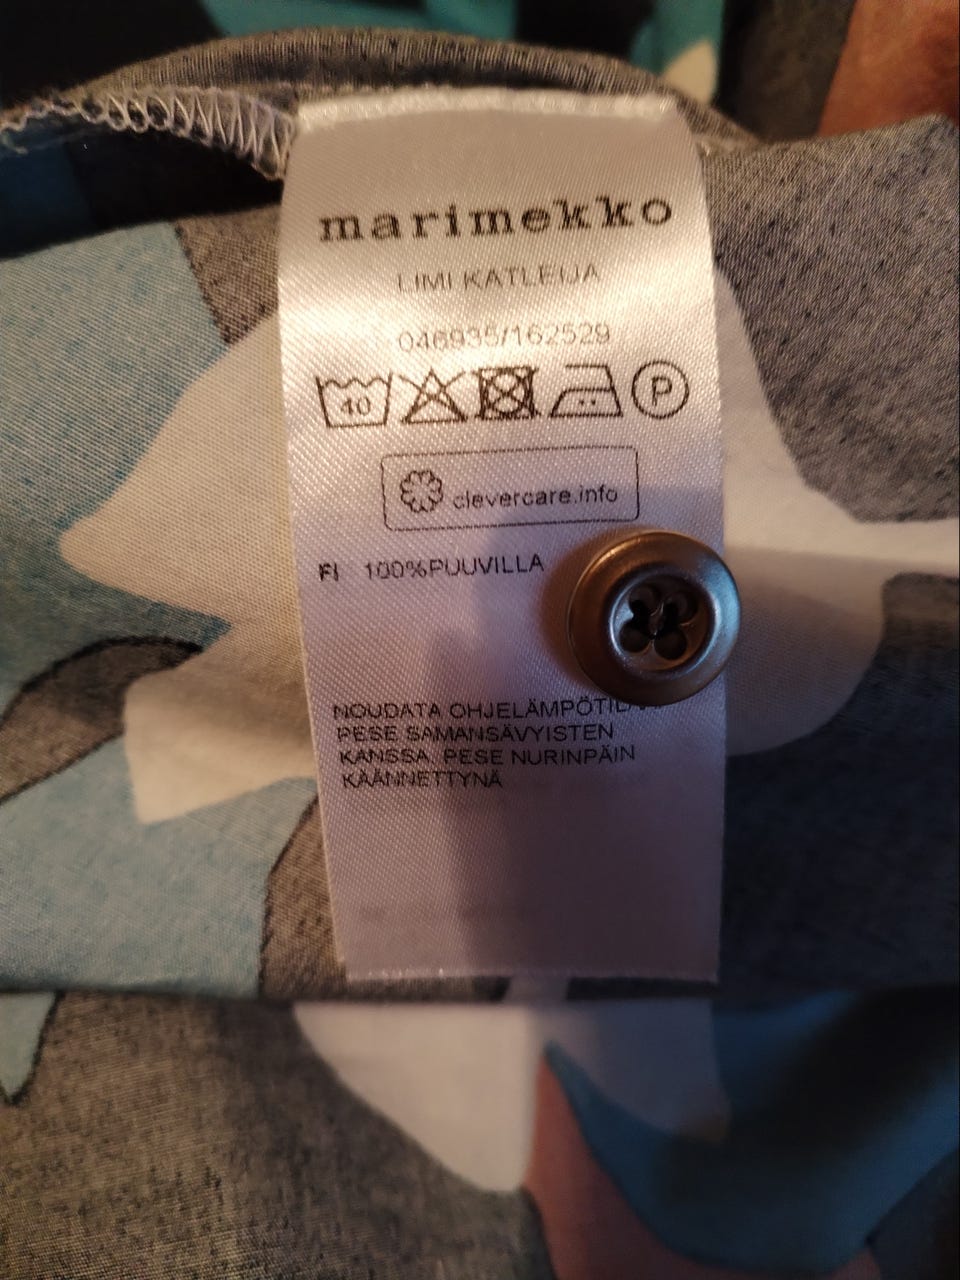 marimekko
LIMI KATLEIJA
046935/162529
40 P
clevercare.info
FI 100%PUUVILLA
NOUDATA
PESE SAMANSÄVYISTEN
KANSSA. PESE NURINPÄIN
KÄÄNNETTYNÄ